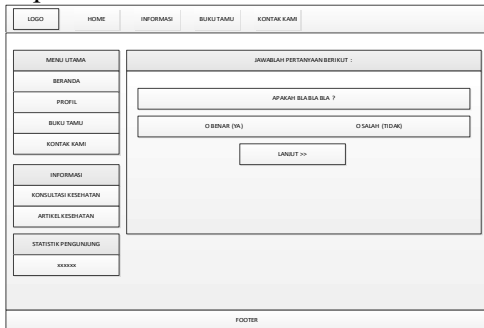 LOGO HOME INFORMASI BUKU TAMU KONTAK KAMI
MENU UTAMA
BERANDA
PROFIL
BUKU TAMU
KONTAK KAMI
INFORMASI
KONSULTASI KESEHATAN
ARTIKEL KESEHATAN
STATISTIK PENGUNJUNG
xxxxxx
JAWABLAH PERTANYAAN BERIKUT :
APAKAH BLA BLA BLA ?
O BENAR (YA) O SALAH (TIDAK)
LANJUT >>
FOOTER